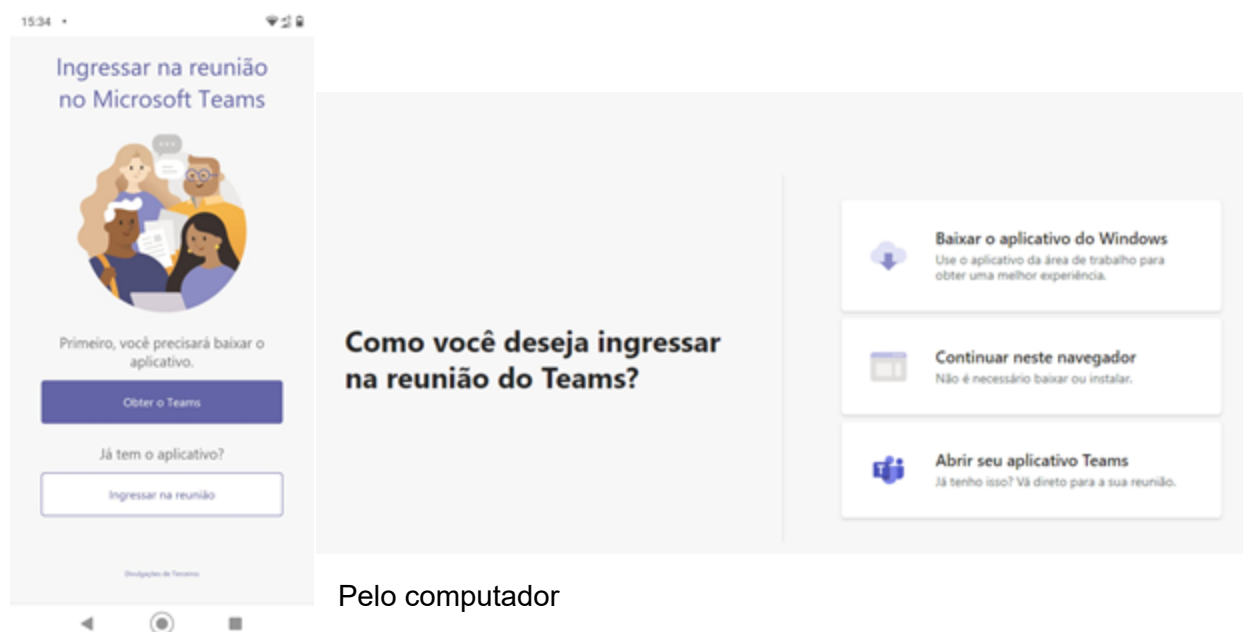 15:34
Ingressar na reunião
no Microsoft Teams
Primeiro, você precisará baixar o
aplicativo.
Obter o Teams
Já tem o aplicativo?
Ingressar na reunião
Divulgações de Terceiros
Como você deseja ingressar
na reunião do Teams?
Baixar o aplicativo do Windows
Use o aplicativo da área de trabalho para
obter uma melhor experiência.
Continuar neste navegador
Não é necessário baixar ou instalar.
Abrir seu aplicativo Teams
Já tenho isso? Vá direto para a sua reunião.
Pelo computador